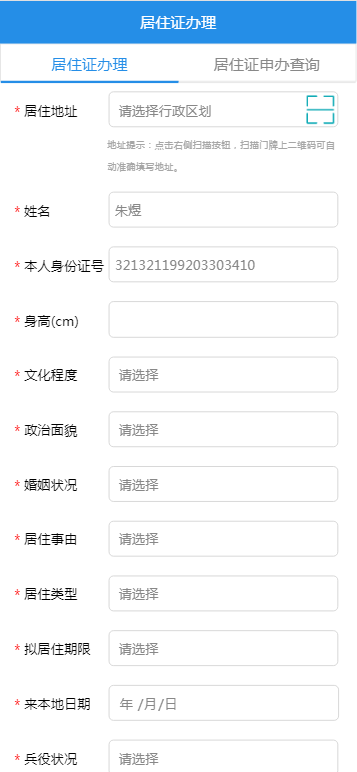 居住证办理
居住证办理 居住证申办查询
* 居住地址 请选择行政区划
地址提示：点击右侧扫描按钮，扫描门牌上二维码可自
动准确填写地址。
* 姓名 朱煜
* 本人身份证号 321321199203303410
* 身高(cm)
* 文化程度 请选择
* 政治面貌 请选择
* 婚姻状况 请选择
* 居住事由 请选择
* 居住类型 请选择
* 拟居住期限 请选择
* 来本地日期 年 /月/日
* 兵役状况 请选择